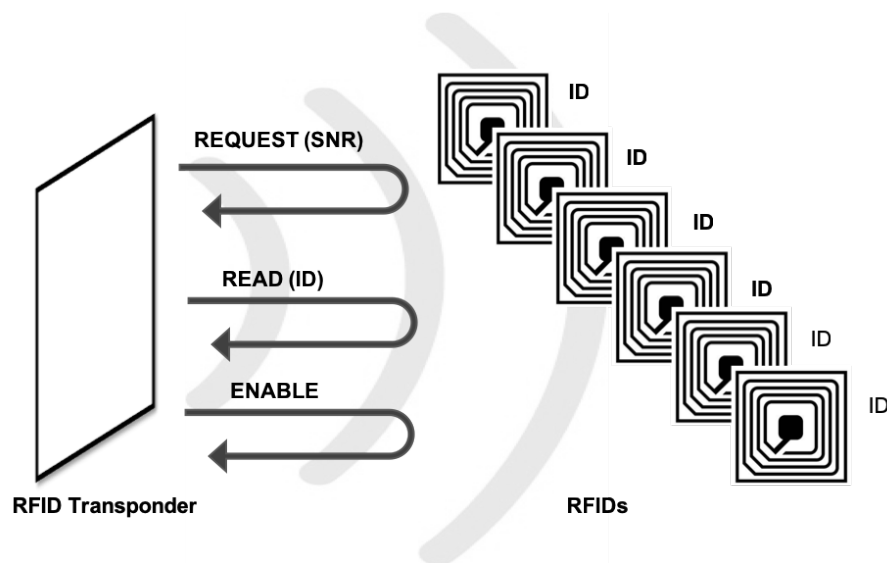 ID
REQUEST (SNR)
ID
ID
READ (ID)
ID
ID
ENABLE
ID
RFID Transponder
RFIDs